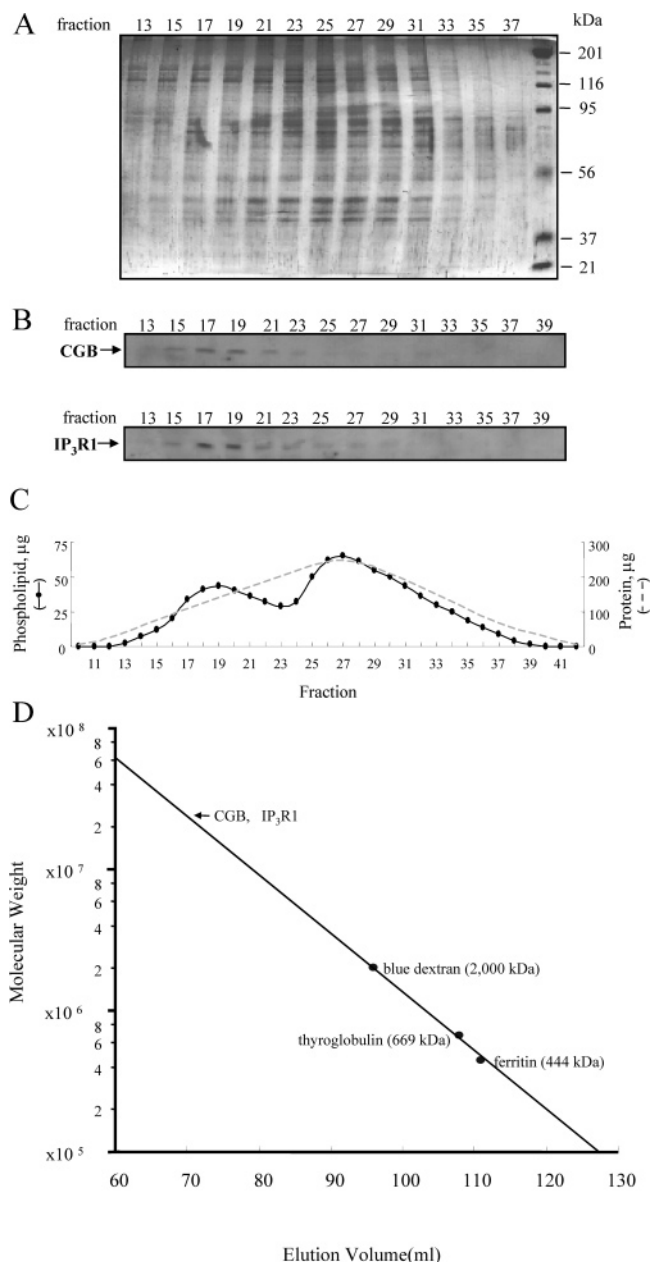 A
fraction 13 15 17 19 21 23 25 27 29 31 33 35 37 kDa
201
116
95
56
37
21
B
fraction 13 15 17 19 21 23 25 27 29 31 33 35 37 39
CGB
fraction 13 15 17 19 21 23 25 27 29 31 33 35 37 39
IP3R1
C
Phospholipid, µg
75
50
25
0
Protein, µg
(- - -)
300
200
100
0
11 13 15 17 19 21 23 25 27 29 31 33 35 37 39 41
Fraction
D
Molecular Weight
x10 8
8
6
4
2
x10 7
8
6
4
2
x10 6
8
6
4
2
x10 5
CGB, IP3R1
blue dextran (2,000 kDa)
thyroglobulin (669 kDa)
ferritin (444 kDa)
60 70 80 90 100 110 120 130
Elution Volume(ml)